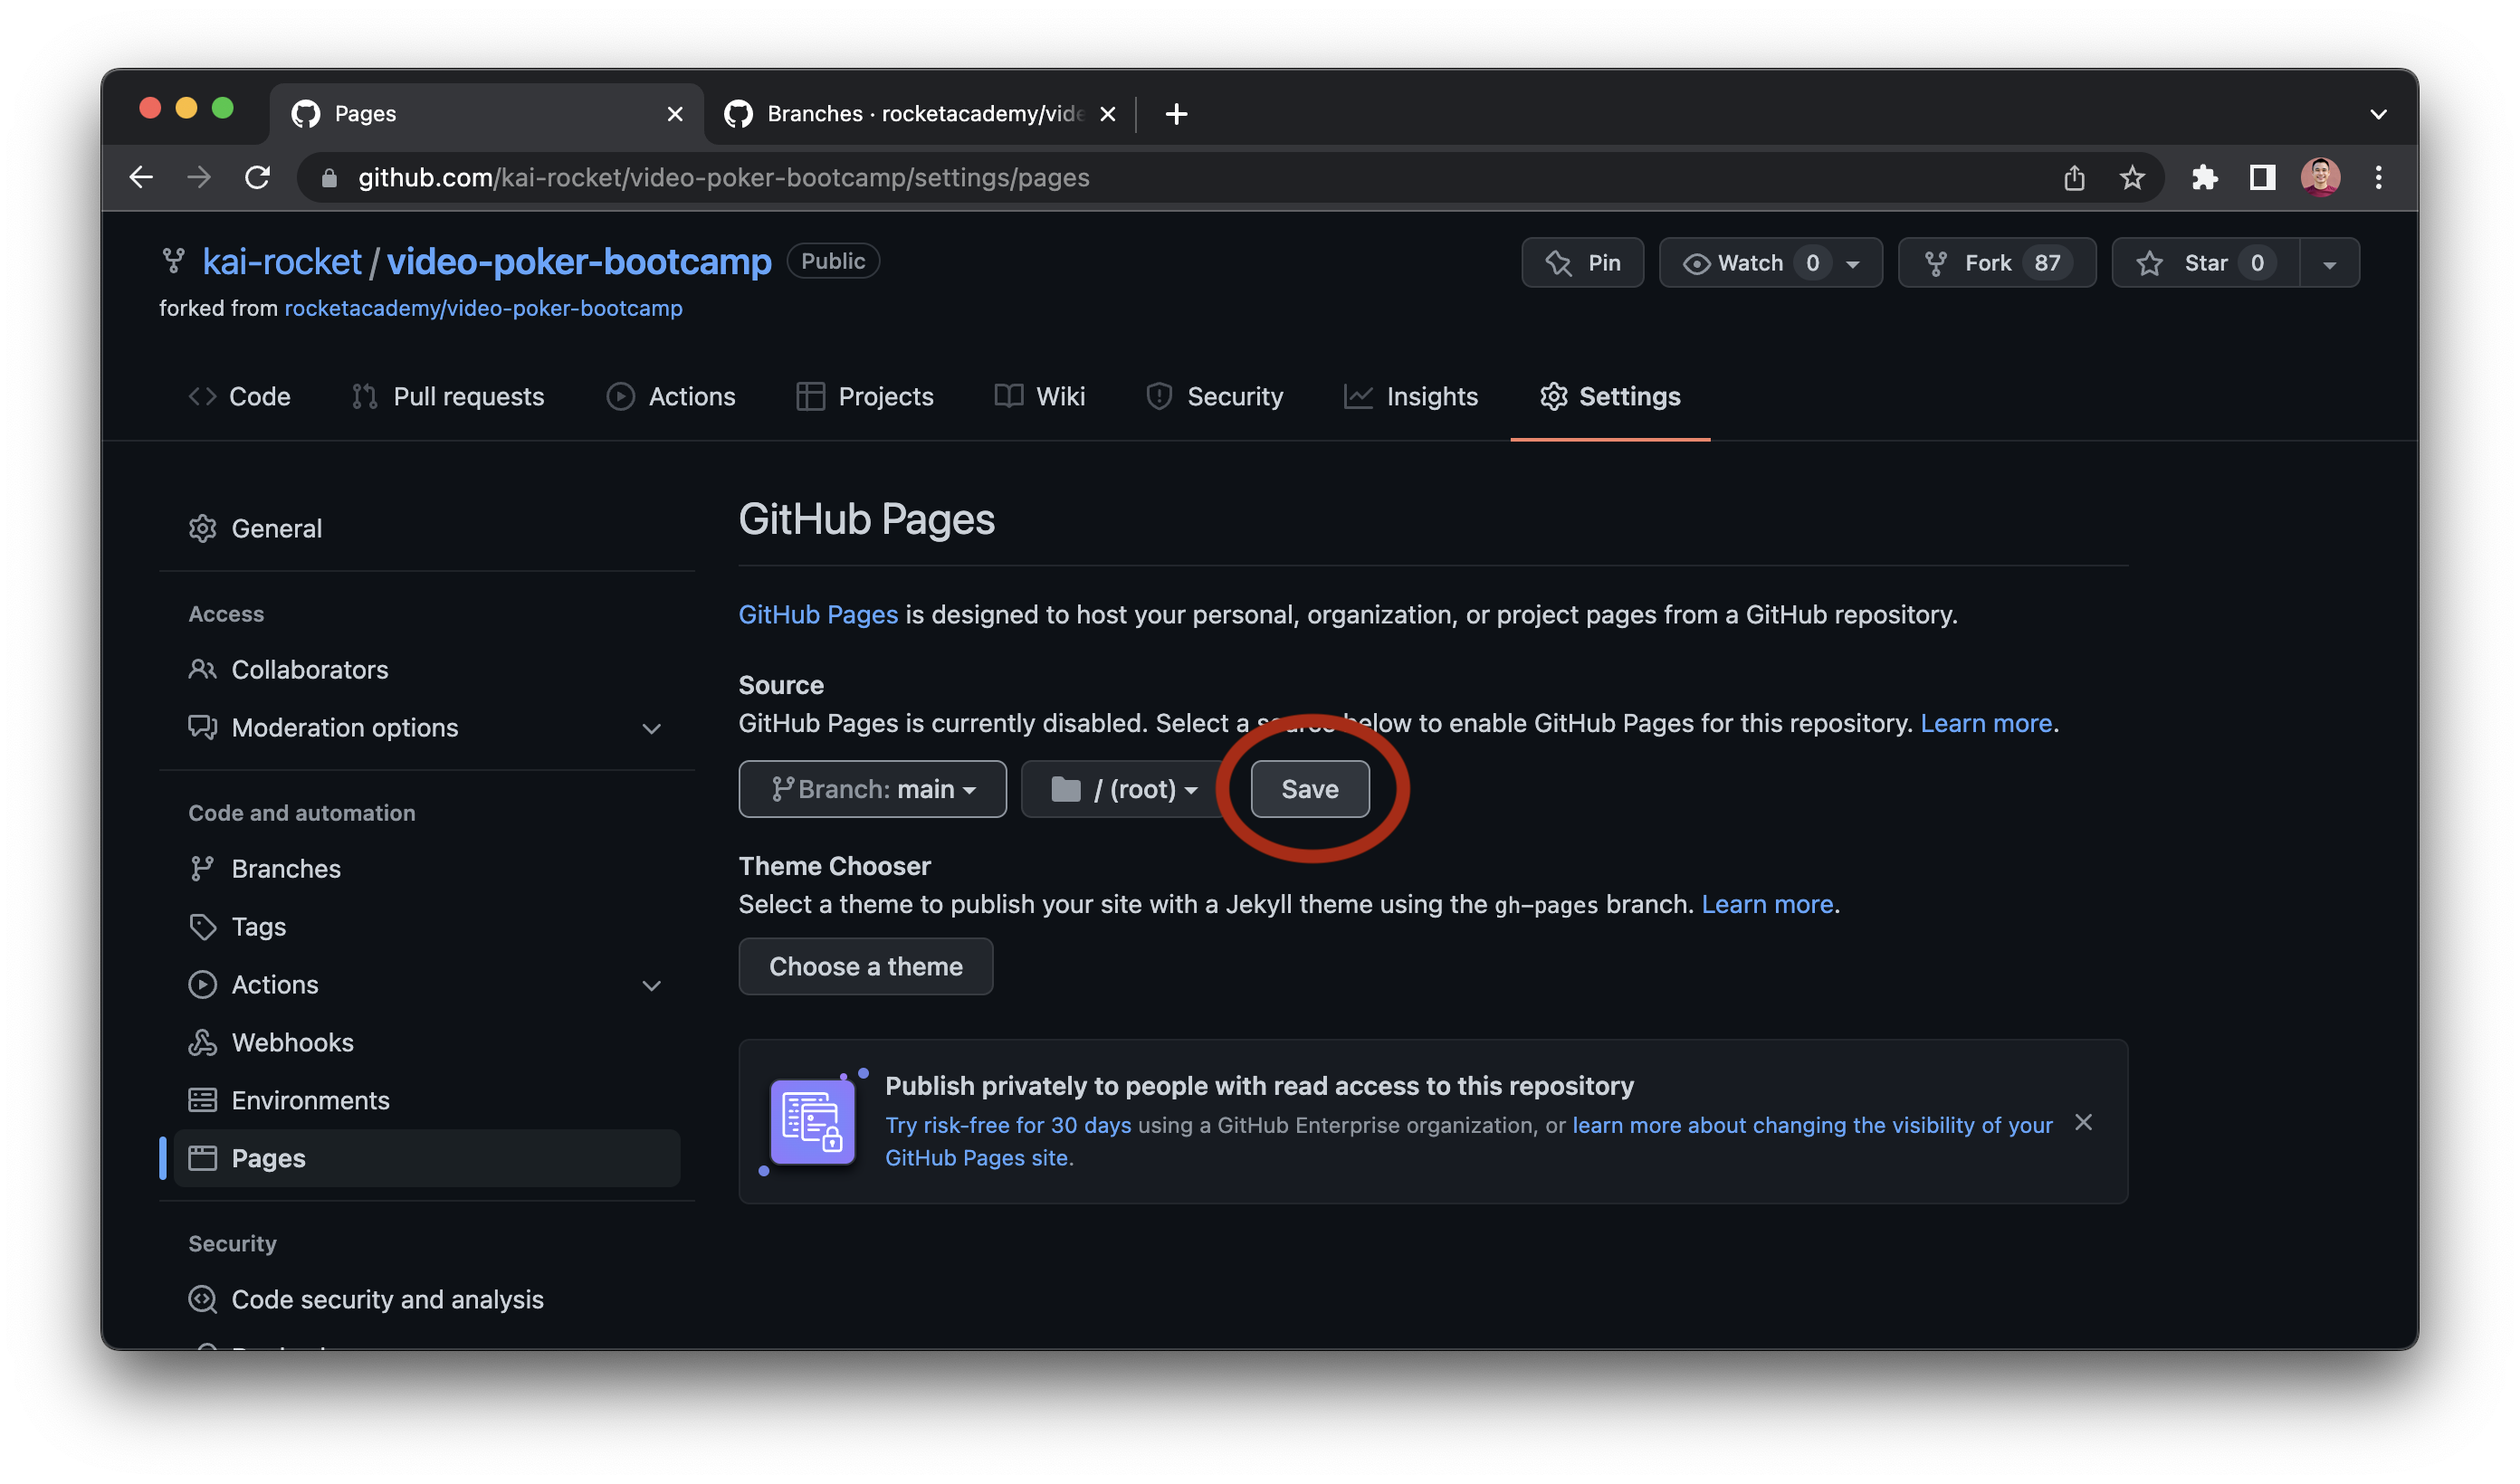 Pages
Branches · rocketacademy/vide
github.com/kai-rocket/video-poker-bootcamp/settings/pages
kai-rocket / video-poker-bootcamp Public
Pin Watch 0 Fork 87 Star 0
forked from rocketacademy/video-poker-bootcamp
Code Pull requests Actions Projects Wiki Security Insights Settings
General
Access
Collaborators
Moderation options
Code and automation
Branches
Tags
Actions
Webhooks
Environments
Pages
Security
Code security and analysis
GitHub Pages
GitHub Pages is designed to host your personal, organization, or project pages from a GitHub repository.
Source
GitHub Pages is currently disabled. Select a source below to enable GitHub Pages for this repository. Learn more.
Branch: main / (root) Save
Theme Chooser
Select a theme to publish your site with a Jekyll theme using the gh-pages branch. Learn more.
Choose a theme
Publish privately to people with read access to this repository
Try risk-free for 30 days using a GitHub Enterprise organization, or learn more about changing the visibility of your
GitHub Pages site.